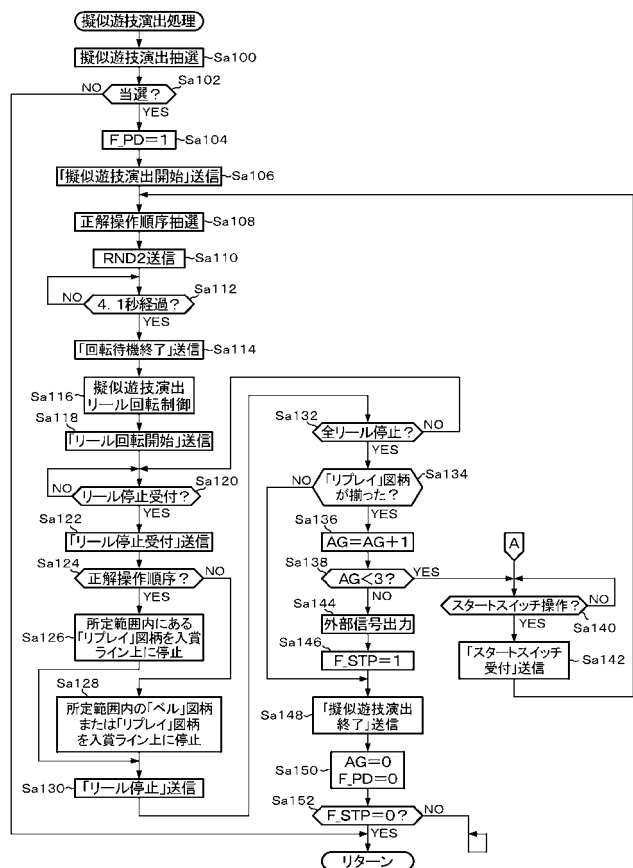 擬似遊技演出処理
擬似遊技演出抽選
Sa100
当選?
Sa102
NO
YES
F_PD=1
Sa104
「擬似遊技演出開始」送信
Sa106
正解操作順序抽選
Sa108
RND2送信
Sa110
4.1秒経過?
Sa112
NO
YES
「回転待機終了」送信
Sa114
擬似遊技演出
リール回転制御
Sa116
Sa118
「リール回転開始」送信
リール停止受付?
Sa120
NO
YES
Sa122
「リール停止受付」送信
Sa124
正解操作順序?
NO
YES
所定範囲内にある
「リプレイ」図柄を入賞
ライン上に停止
Sa126
Sa128
所定範囲内の「ベル」図柄
または「リプレイ」図柄
を入賞ライン上に停止
Sa130
「リール停止」送信
Sa132
全リール停止?
NO
YES
「リプレイ」図柄
が揃った?
Sa134
NO
YES
Sa136
AG=AG+1
Sa138
AG<3?
YES
NO
A
スタートスイッチ操作?
NO
Sa140
YES
「スタートスイッチ
受付」送信
Sa142
Sa144
外部信号出力
Sa146
F_STP=1
Sa148
「擬似遊技演出
終了」送信
Sa150
AG=0
F_PD=0
Sa152
F_STP=0?
NO
YES
リターン